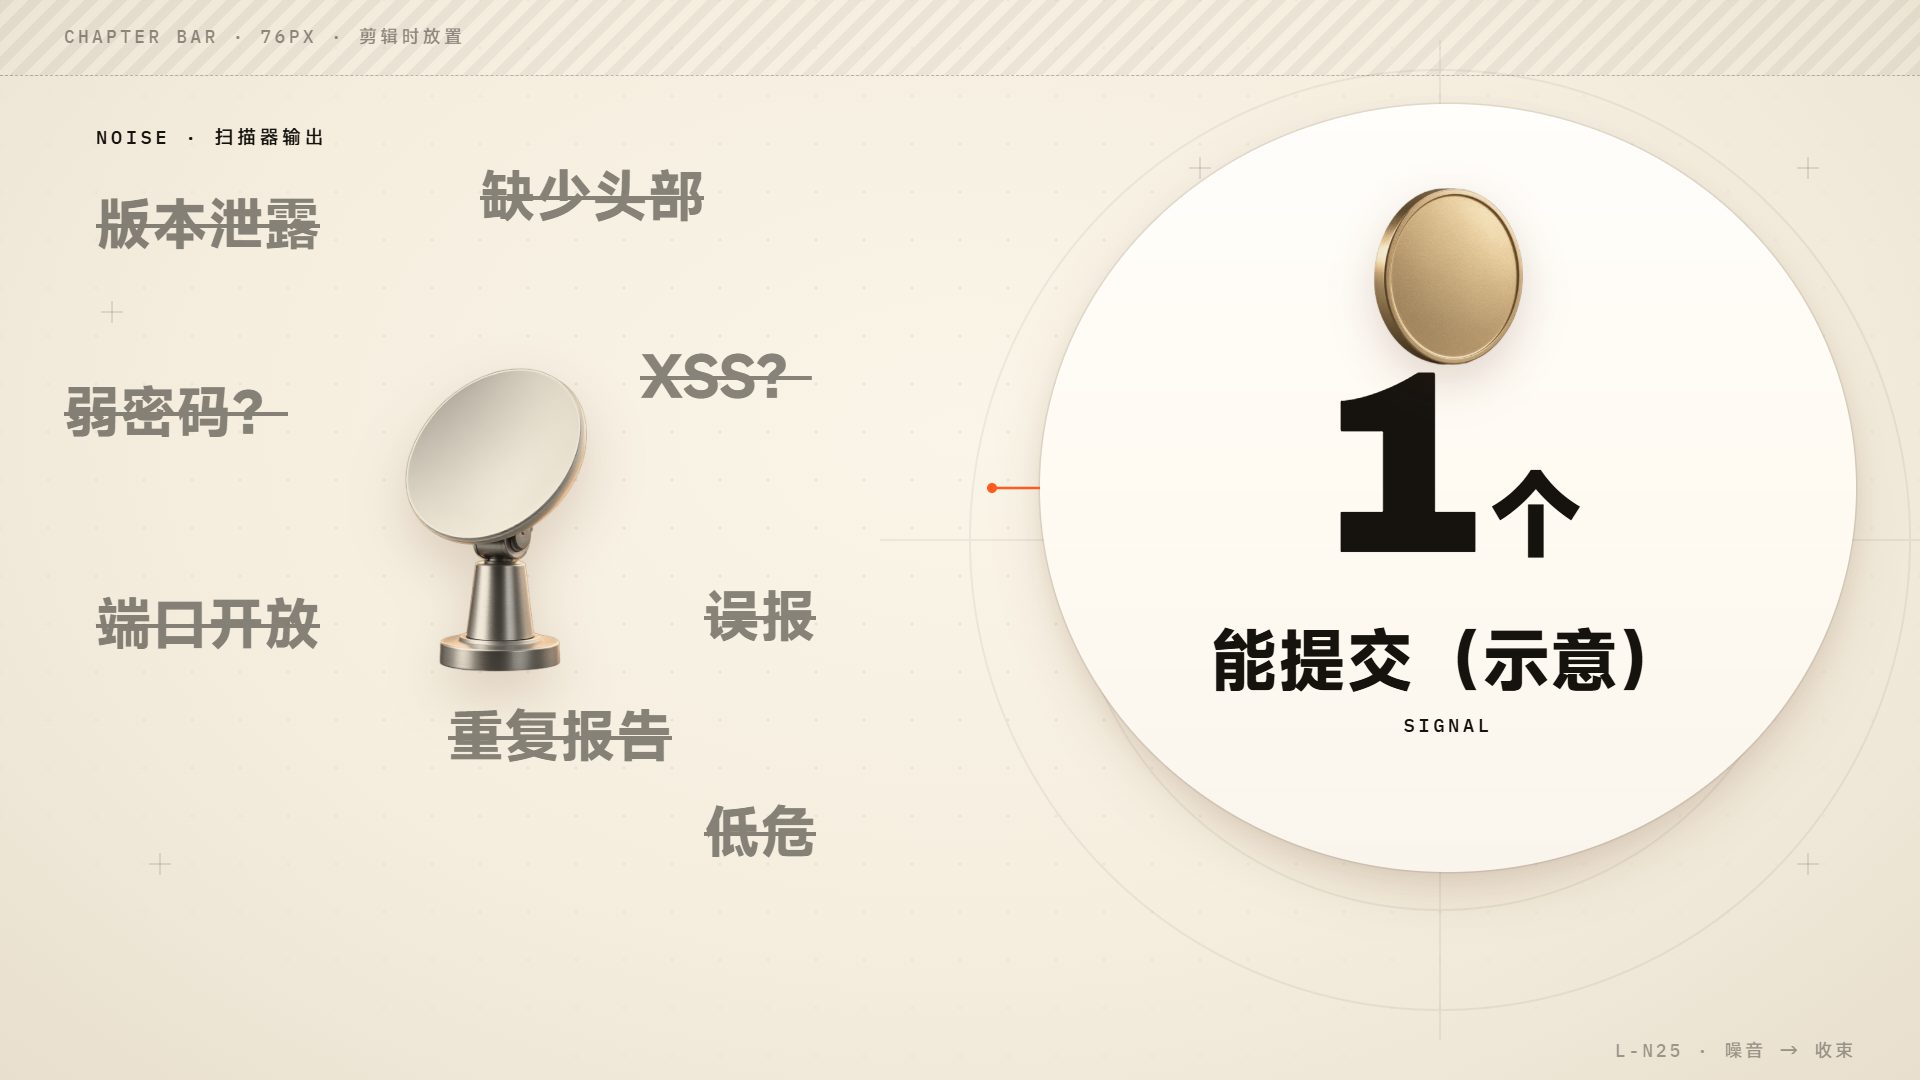 CHAPTER BAR · 76PX · 剪辑时放置
NOISE · 扫描器输出
版本泄露
缺少头部
XSS?
弱密码?
端口开放
误报
重复报告
低危
1个
能提交（示意）
SIGNAL
L-N25 · 噪音 → 收束